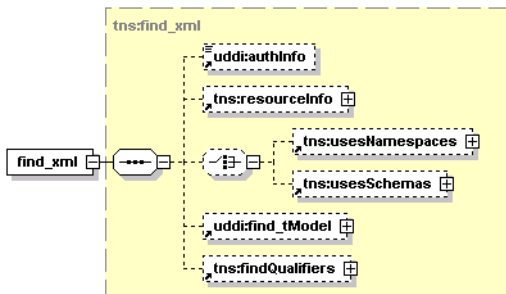 tns:find_xml
uddi:authInfo
tns:resourceInfo
tns:usesNamespaces
find_xml
tns:usesSchemas
uddi:find_tModel
tns:findQualifiers